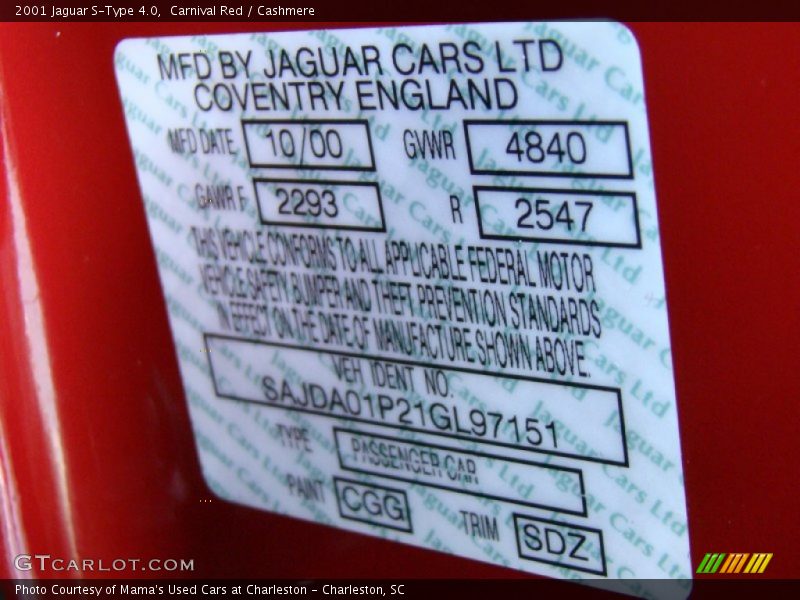 2001 Jaguar S-Type 4.0,  Carnival Red / Cashmere
MFD BY JAGUAR CARS LTD
COVENTRY ENGLAND
MFD DATE 10/00 GVWR 4840
GAWR F 2293 R 2547
THIS VEHICLE CONFORMS TO ALL APPLICABLE FEDERAL MOTOR
VEHICLE SAFETY BUMPER AND THEFT PREVENTION STANDARDS
IN EFFECT ON THE DATE OF MANUFACTURE SHOWN ABOVE.
VEH IDENT NO.
SAJDA01P21GL97151
TYPE PASSENGER CAR
PAINT CGG TRIM SDZ
Jaguar Cars Ltd
GTCARLOT.COM
Photo Courtesy of Mama's Used Cars at Charleston - Charleston, SC